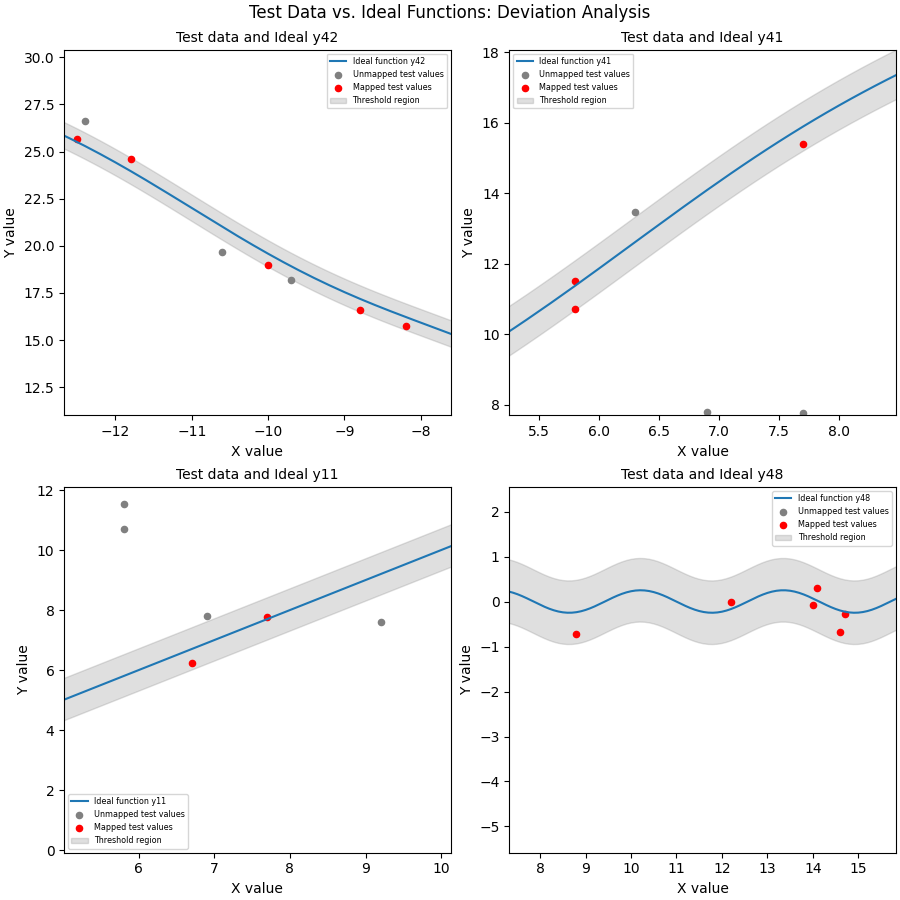 Test Data vs. Ideal Functions: Deviation Analysis
Test data and Ideal y42
Y value
30.0
27.5
25.0
22.5
20.0
17.5
15.0
12.5
Ideal function y42
Unmapped test values
Mapped test values
Threshold region
−12
−11
−10
−9
−8
X value
Test data and Ideal y41
Y value
18
16
14
12
10
8
Ideal function y41
Unmapped test values
Mapped test values
Threshold region
5.5
6.0
6.5
7.0
7.5
8.0
X value
Test data and Ideal y11
Y value
12
10
8
6
4
2
0
Ideal function y11
Unmapped test values
Mapped test values
Threshold region
6
7
8
9
10
X value
Test data and Ideal y48
Y value
2
1
0
−1
−2
−3
−4
−5
Ideal function y48
Unmapped test values
Mapped test values
Threshold region
8
9
10
11
12
13
14
15
X value